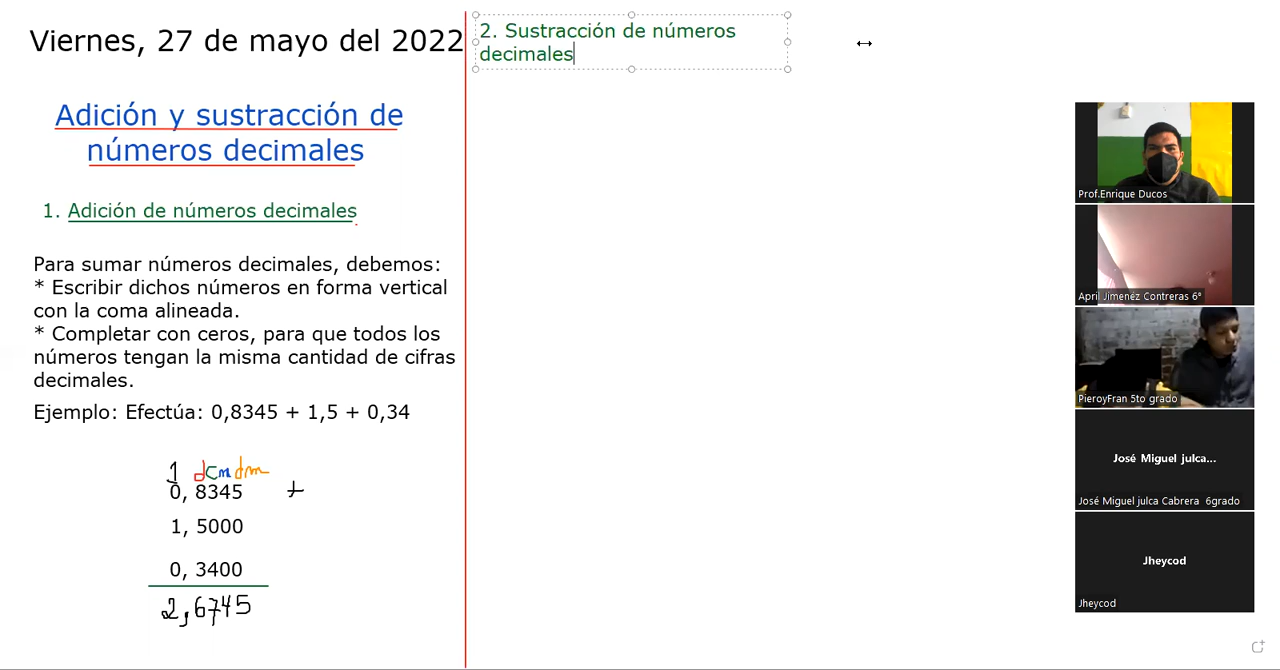 Viernes, 27 de mayo del 2022
Adición y sustracción de
números decimales
1. Adición de números decimales
Para sumar números decimales, debemos:
* Escribir dichos números en forma vertical
con la coma alineada.
* Completar con ceros, para que todos los
números tengan la misma cantidad de cifras
decimales.
Ejemplo: Efectúa: 0,8345 + 1,5 + 0,34
1 dcmdm
0, 8345 +
1, 5000
0, 3400
2,6745
2. Sustracción de números
decimales
Prof.Enrique Ducos
April Jimenéz Contreras 6°
PieroyFran 5to grado
José Miguel julca...
José Miguel julca Cabrera 6grado
Jheycod
Jheycod